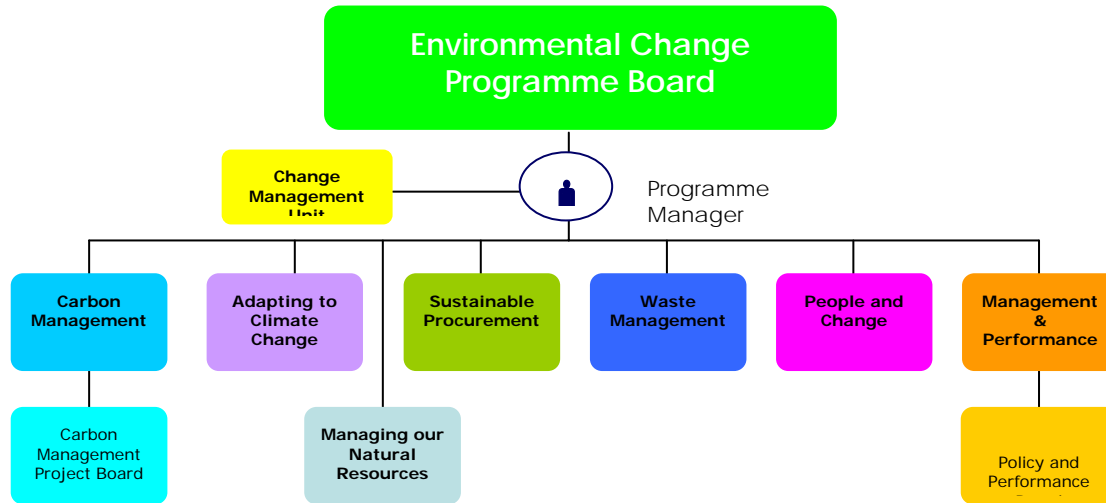 Environmental Change
Programme Board
Change
Management
Unit
Programme
Manager
Carbon
Management
Adapting to
Climate
Change
Sustainable
Procurement
Waste
Management
People and
Change
Management
&
Performance
Carbon
Management
Project Board
Managing our
Natural
Resources
Policy and
Performance